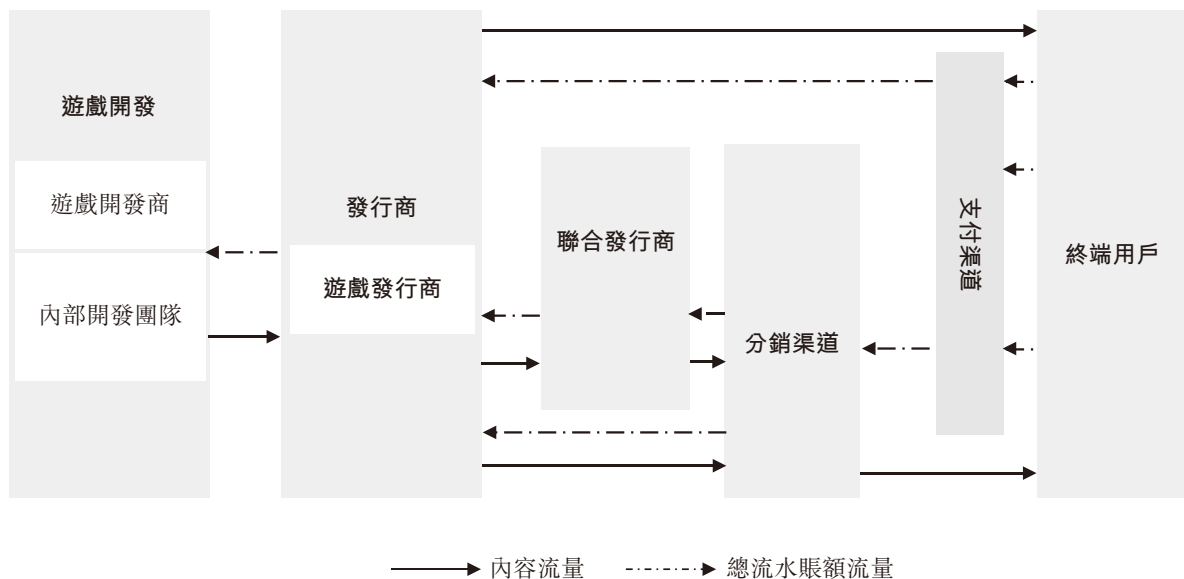 遊戲開發
遊戲開發商
內部開發團隊
發行商
遊戲發行商
聯合發行商
分銷渠道
支付渠道
終端用戶
內容流量
總流水賬額流量